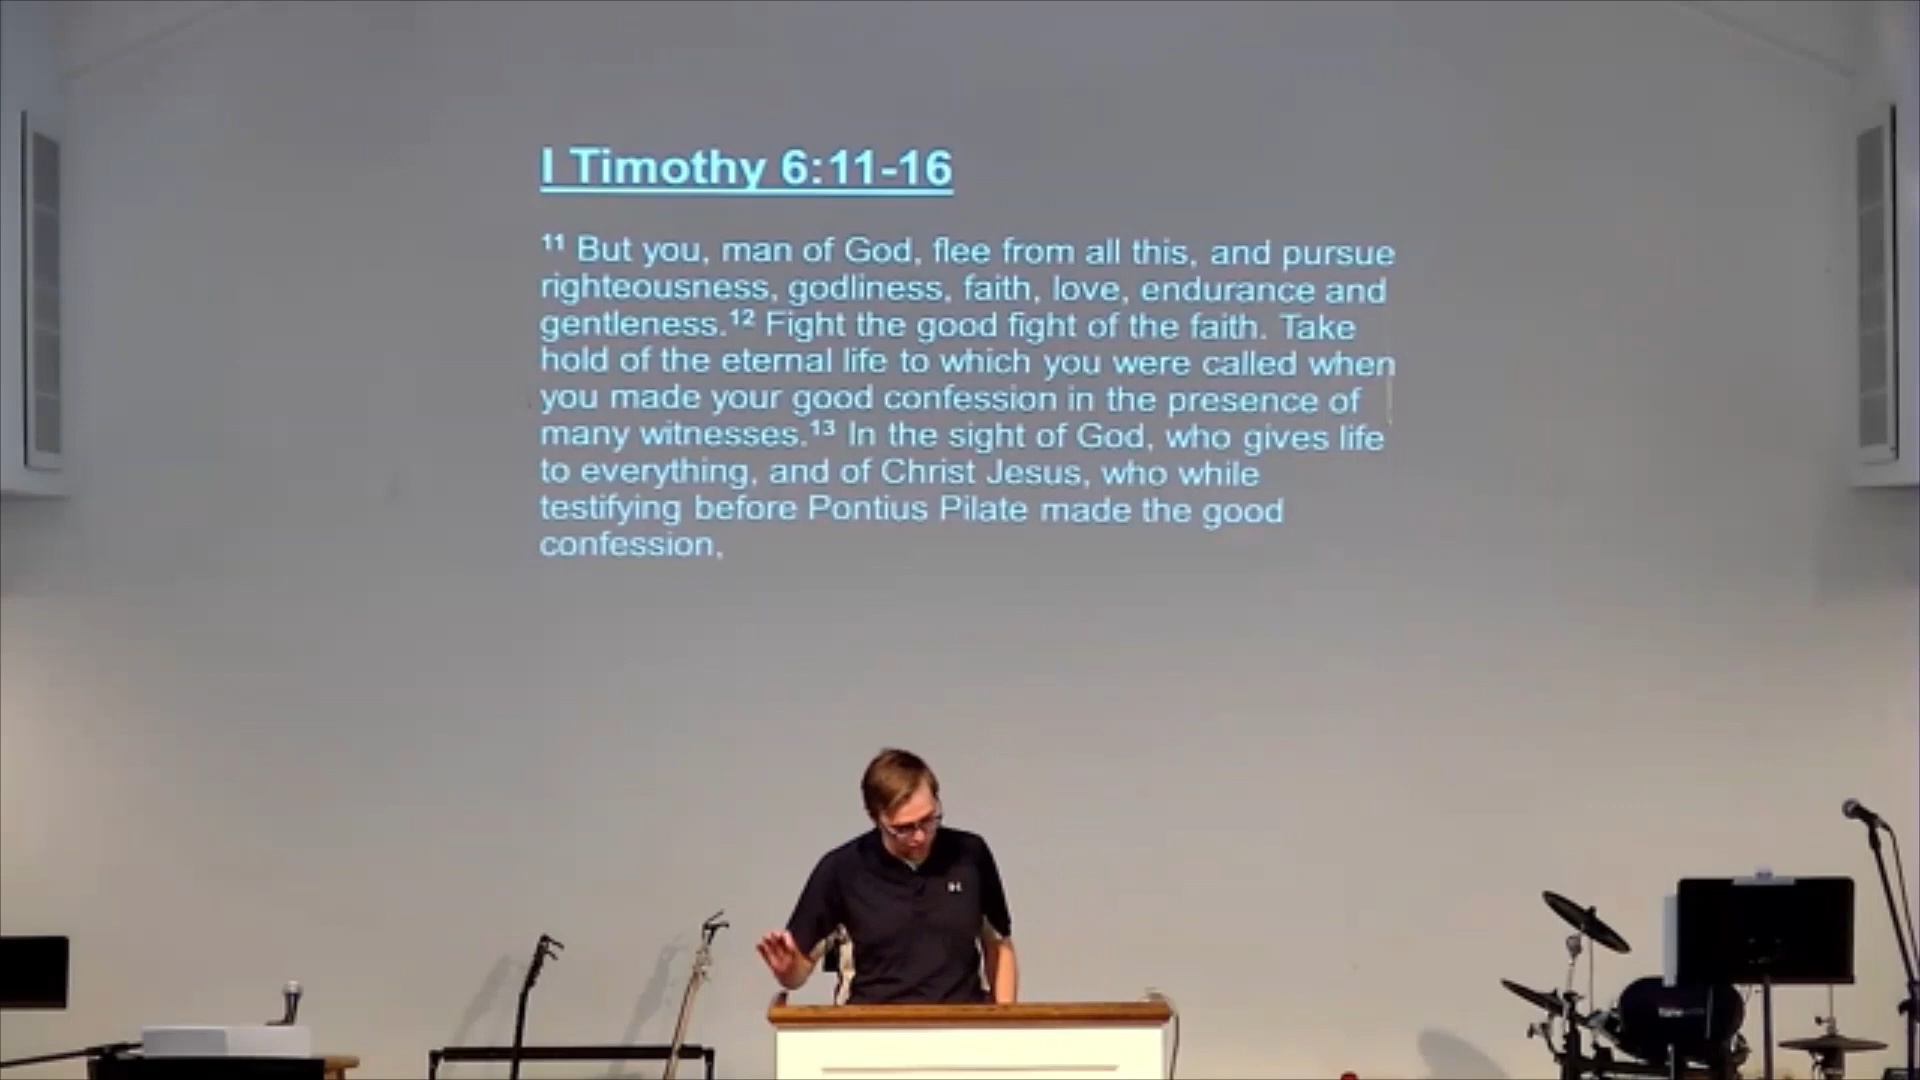 I Timothy 6:11-16
¹¹ But you, man of God, flee from all this, and pursue
righteousness, godliness, faith, love, endurance and
gentleness.¹² Fight the good fight of the faith. Take
hold of the eternal life to which you were called when
you made your good confession in the presence of
many witnesses.¹³ In the sight of God, who gives life
to everything, and of Christ Jesus, who while
testifying before Pontius Pilate made the good
confession,